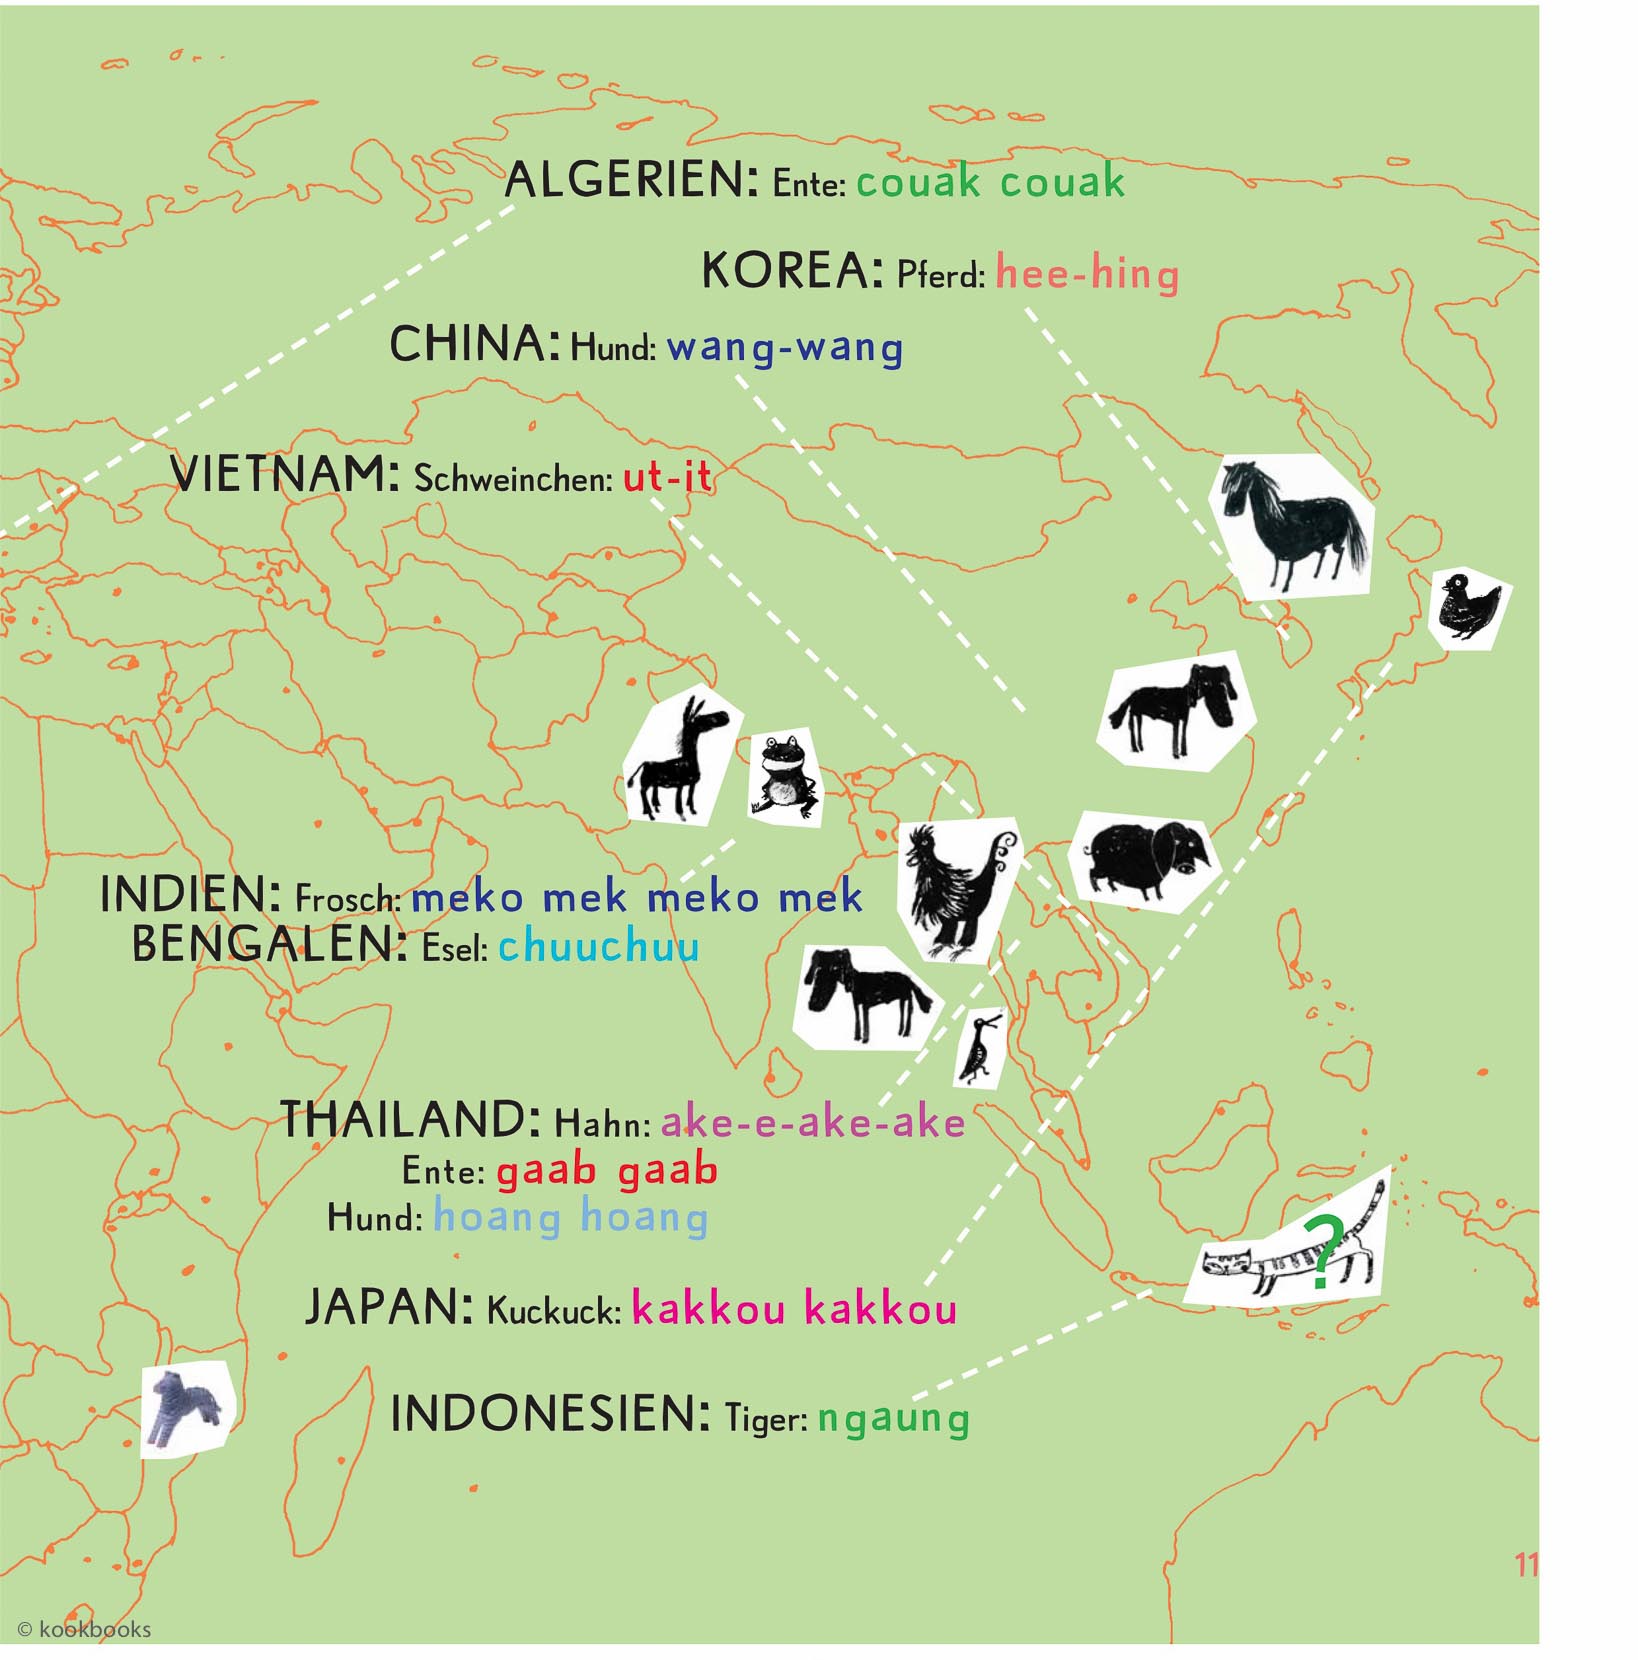 ALGERIEN: Ente: couak couak
KOREA: Pferd: hee-hing
CHINA: Hund: wang-wang
VIETNAM: Schweinchen: ut-it
INDIEN: Frosch: meko mek meko mek
BENGALEN: Esel: chuuchuu
THAILAND: Hahn: ake-e-ake-ake
Ente: gaab gaab
Hund: hoang hoang
?
JAPAN: Kuckuck: kakkou kakkou
INDONESIEN: Tiger: ngaung
11
© kookbooks